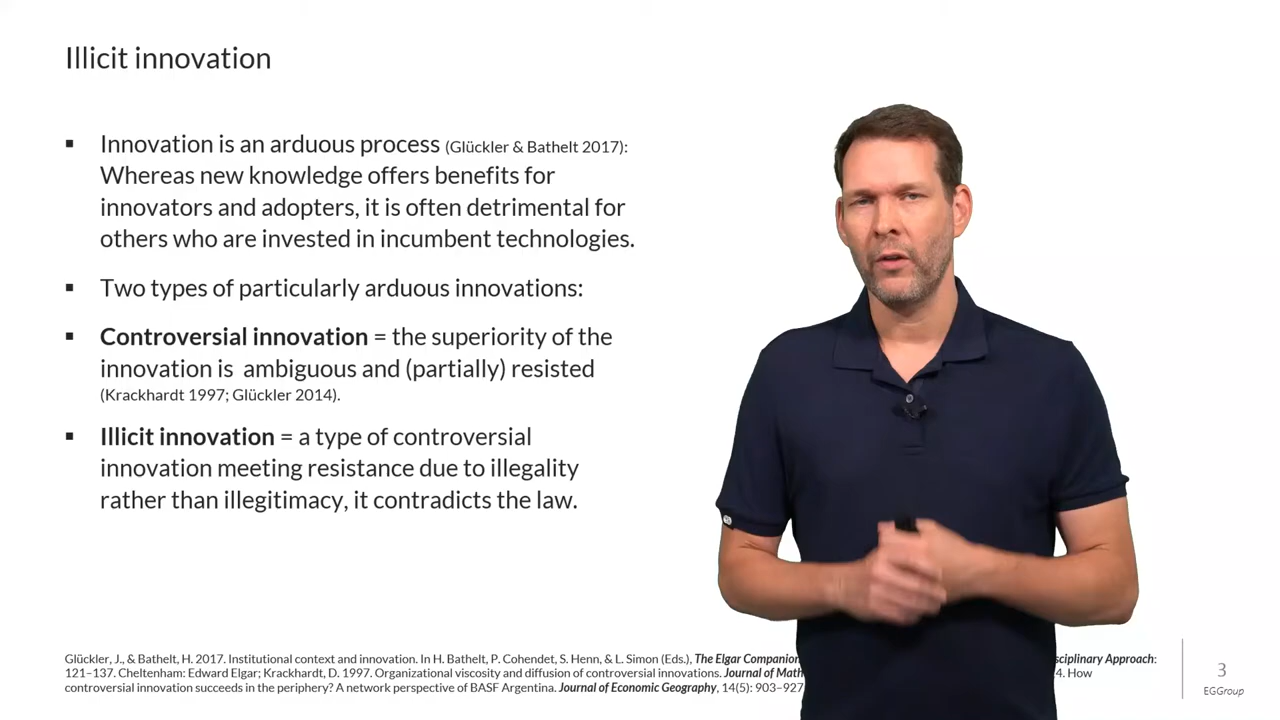 Illicit innovation
▪ Innovation is an arduous process (Glückler & Bathelt 2017):
Whereas new knowledge offers benefits for
innovators and adopters, it is often detrimental for
others who are invested in incumbent technologies.
▪ Two types of particularly arduous innovations:
▪ Controversial innovation = the superiority of the
innovation is  ambiguous and (partially) resisted
(Krackhardt 1997; Glückler 2014).
▪ Illicit innovation = a type of controversial
innovation meeting resistance due to illegality
rather than illegitimacy, it contradicts the law.
Glückler, J., & Bathelt, H. 2017. Institutional context and innovation. In H. Bathelt, P. Cohendet, S. Henn, & L. Simon (Eds.), The Elgar Companion Approach:
121–137. Cheltenham: Edward Elgar; Krackhardt, D. 1997. Organizational viscosity and diffusion of controversial innovations. Journal of How
controversial innovation succeeds in the periphery? A network perspective of BASF Argentina. Journal of Economic Geography, 14(5): 903–927
3
EGGroup